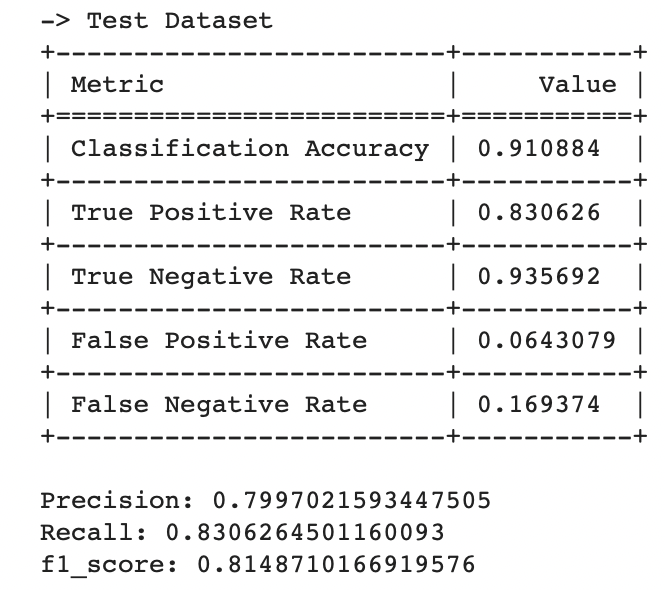 -> Test Dataset
+-------------------------+-----------+
| Metric                  |     Value |
+=========================+===========+
| Classification Accuracy | 0.910884  |
+-------------------------+-----------+
| True Positive Rate      | 0.830626  |
+-------------------------+-----------+
| True Negative Rate      | 0.935692  |
+-------------------------+-----------+
| False Positive Rate     | 0.0643079 |
+-------------------------+-----------+
| False Negative Rate     | 0.169374  |
+-------------------------+-----------+
Precision: 0.7997021593447505
Recall: 0.8306264501160093
f1_score: 0.8148710166919576